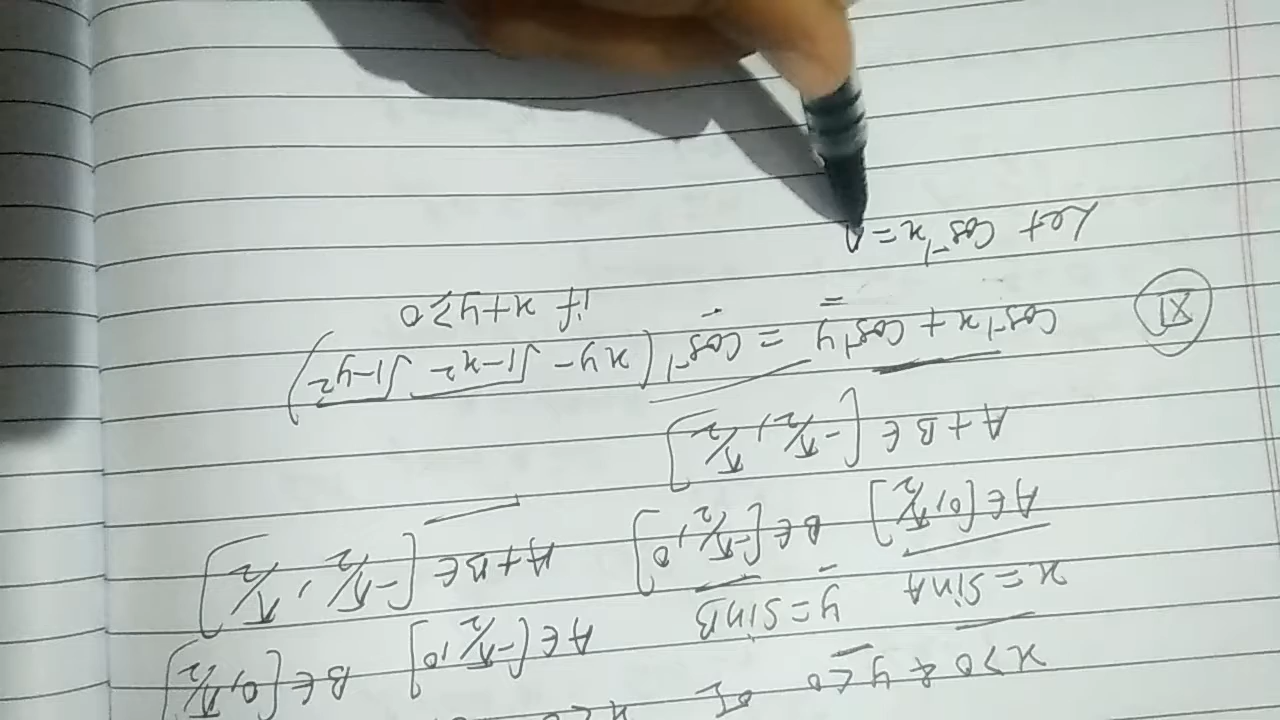 x>0 & y<0 or x<0
x = sinA y = sinB A∈[-π/2, 0] B∈[0, π/2]
A∈[0, π/2] B∈[-π/2, 0] A+B∈[-π/2, π/2]
A+B∈[-π/2, π/2]
XI cos⁻¹x + cos⁻¹y = cos⁻¹(xy - √1-x² √1-y²)
if x+y≥0
Let cos⁻¹x = A